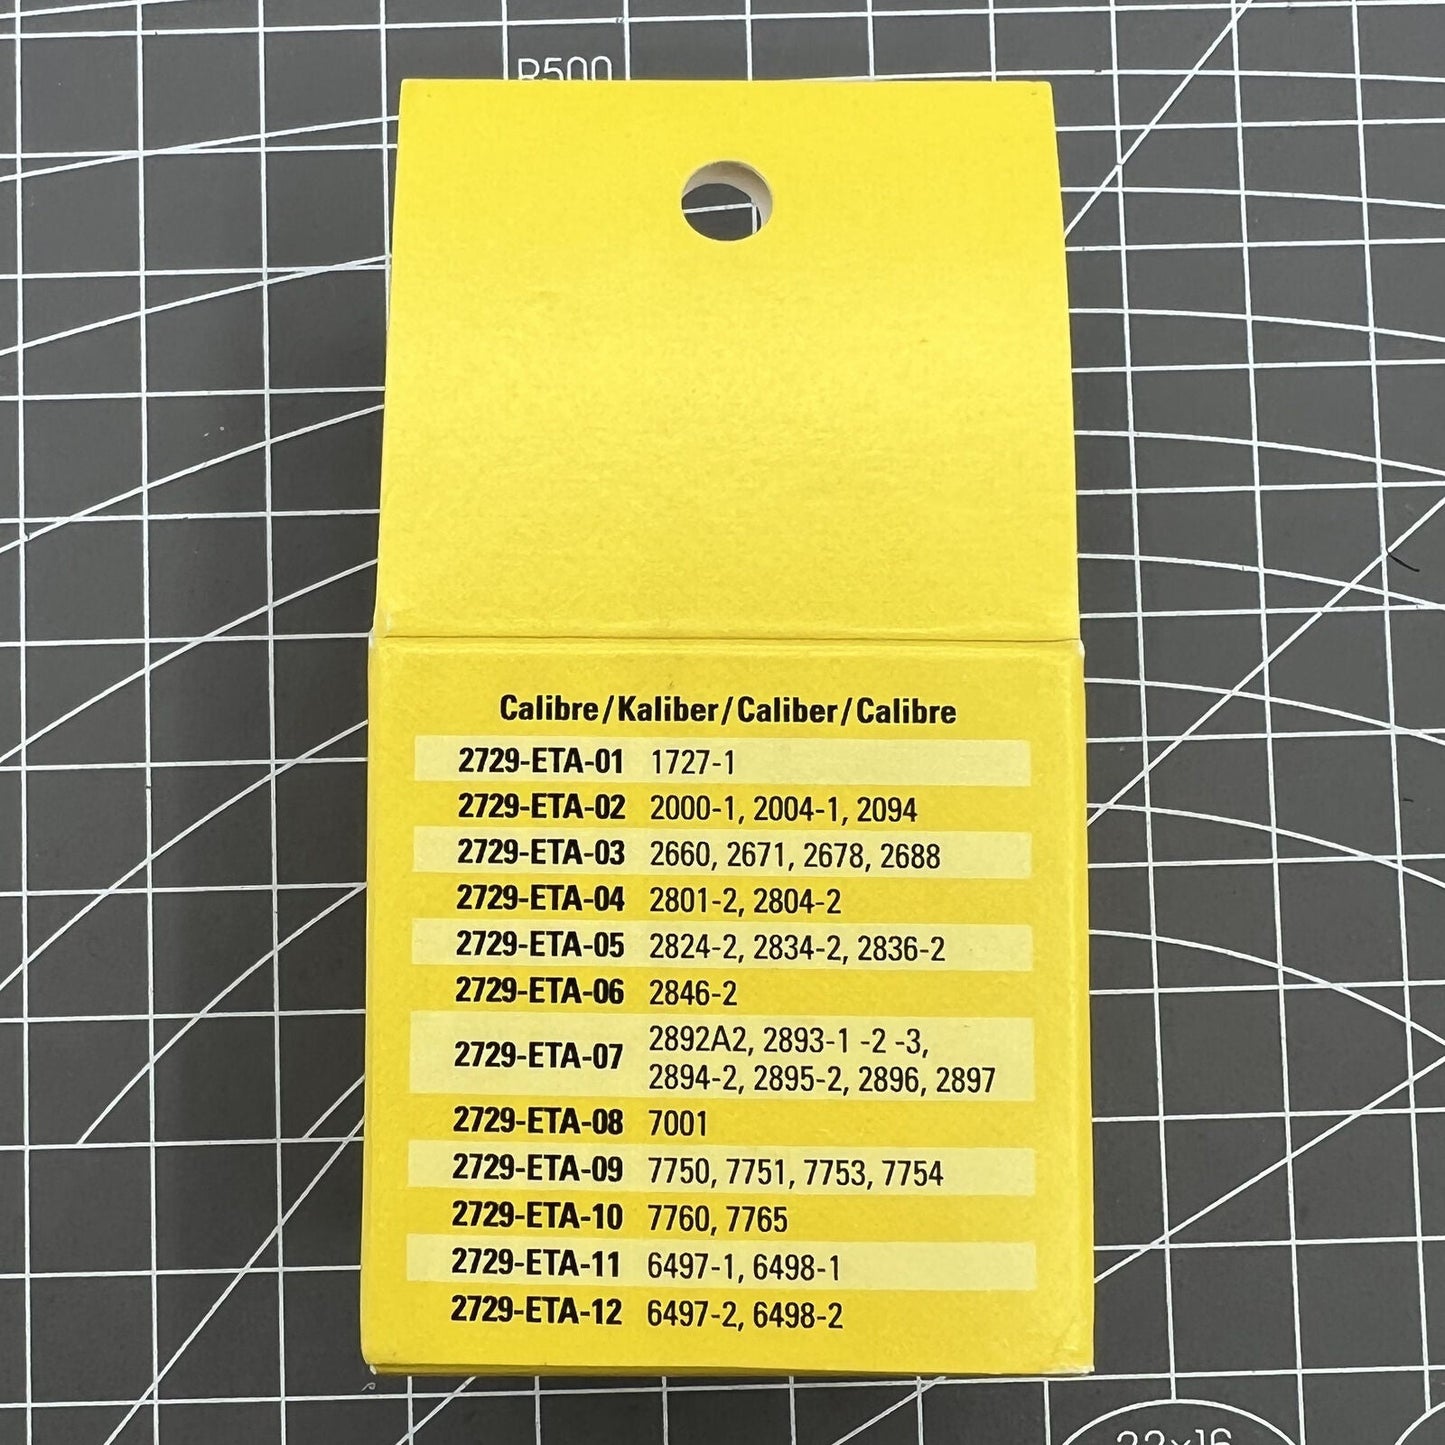 R500
Calibre/Kaliber/Caliber/Calibre
2729-ETA-01 1727-1
2729-ETA-02 2000-1, 2004-1, 2094
2729-ETA-03 2660, 2671, 2678, 2688
2729-ETA-04 2801-2, 2804-2
2729-ETA-05 2824-2, 2834-2, 2836-2
2729-ETA-06 2846-2
2729-ETA-07 2892A2, 2893-1 -2 -3,
2894-2, 2895-2, 2896, 2897
2729-ETA-08 7001
2729-ETA-09 7750, 7751, 7753, 7754
2729-ETA-10 7760, 7765
2729-ETA-11 6497-1, 6498-1
2729-ETA-12 6497-2, 6498-2